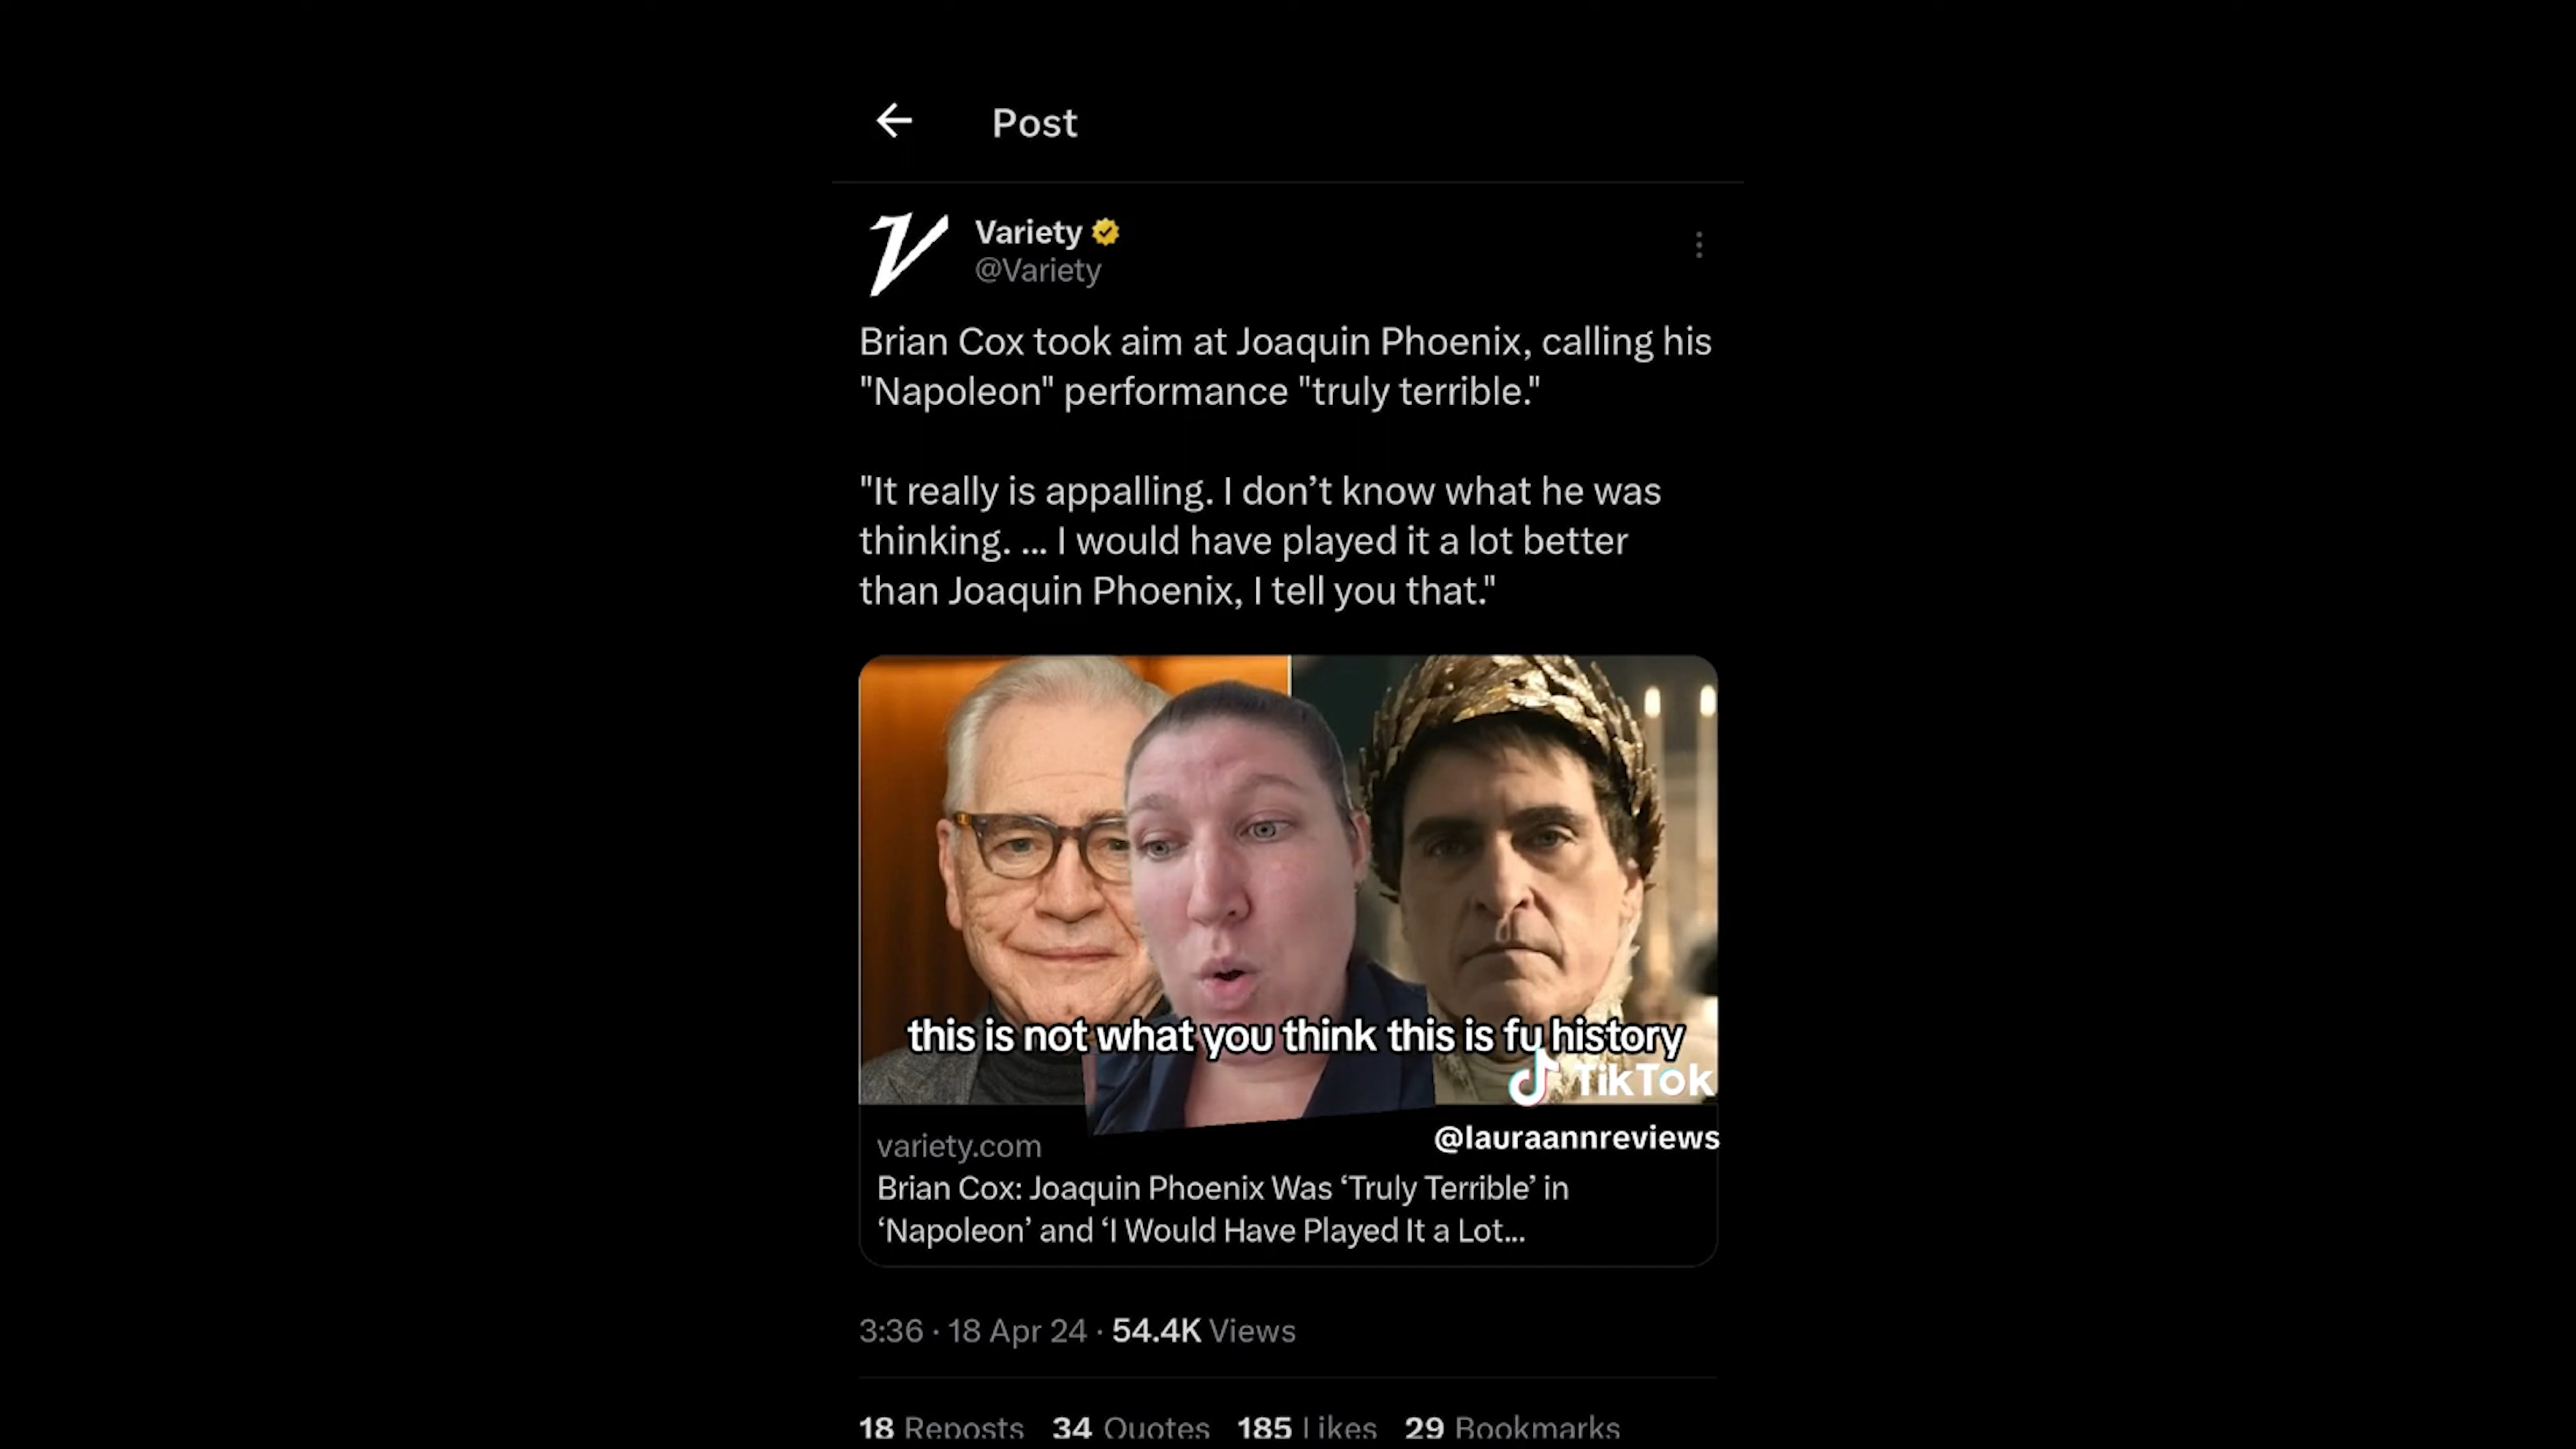 Post
Variety
@Variety
Brian Cox took aim at Joaquin Phoenix, calling his
"Napoleon" performance "truly terrible."
"It really is appalling. I don’t know what he was
thinking. ... I would have played it a lot better
than Joaquin Phoenix, I tell you that."
this is not what you think this is fu history
TikTok
@lauraannreviews
variety.com
Brian Cox: Joaquin Phoenix Was ‘Truly Terrible’ in
‘Napoleon’ and ‘I Would Have Played It a Lot...
3:36 · 18 Apr 24 · 54.4K Views
18 Reposts 34 Quotes 185 Likes 29 Bookmarks